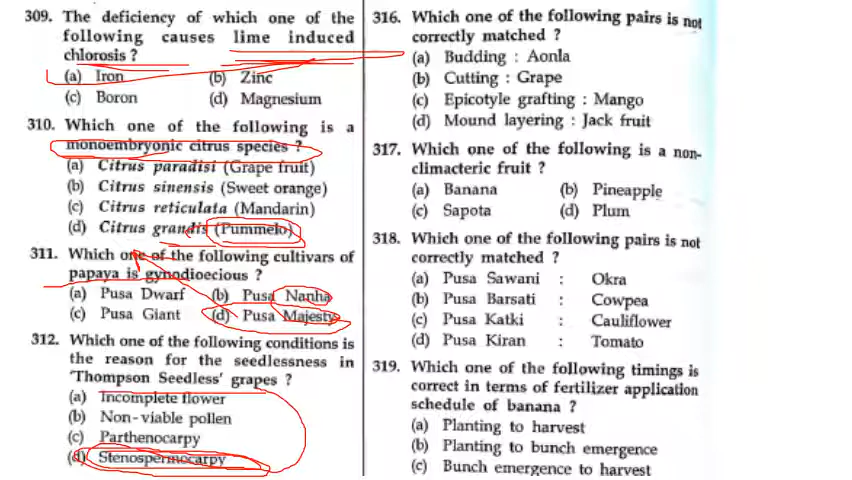 309. The deficiency of which one of the
following causes lime induced
chlorosis ?
(a) Iron (b) Zinc
(c) Boron (d) Magnesium
310. Which one of the following is a
monoembryonic citrus species ?
(a) Citrus paradisi (Grape fruit)
(b) Citrus sinensis (Sweet orange)
(c) Citrus reticulata (Mandarin)
(d) Citrus grandis (Pummelo)
311. Which one of the following cultivars of
papaya is gynodioecious ?
(a) Pusa Dwarf (b) Pusa Nanha
(c) Pusa Giant (d) Pusa Majesty
312. Which one of the following conditions is
the reason for the seedlessness in
'Thompson Seedless' grapes ?
(a) Incomplete flower
(b) Non-viable pollen
(c) Parthenocarpy
(d) Stenospermocarpy
316. Which one of the following pairs is not
correctly matched ?
(a) Budding : Aonla
(b) Cutting : Grape
(c) Epicotyle grafting : Mango
(d) Mound layering : Jack fruit
317. Which one of the following is a non-
climacteric fruit ?
(a) Banana (b) Pineapple
(c) Sapota (d) Plum
318. Which one of the following pairs is not
correctly matched ?
(a) Pusa Sawani : Okra
(b) Pusa Barsati : Cowpea
(c) Pusa Katki : Cauliflower
(d) Pusa Kiran : Tomato
319. Which one of the following timings is
correct in terms of fertilizer application
schedule of banana ?
(a) Planting to harvest
(b) Planting to bunch emergence
(c) Bunch emergence to harvest